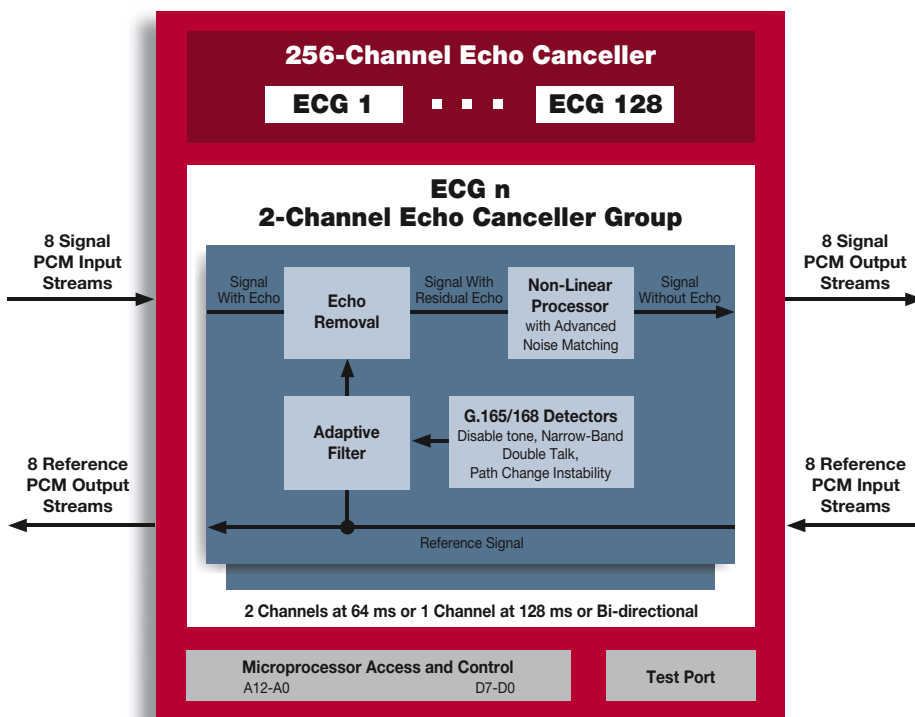 256-Channel Echo Canceller
ECG 1
ECG 128
ECG n
2-Channel Echo Canceller Group
8 Signal
PCM Input
Streams
8 Signal
PCM Output
Streams
Signal
With Echo
Echo
Removal
Signal With
Residual Echo
Non-Linear
Processor
with Advanced
Noise Matching
Signal
Without Echo
Adaptive
Filter
G.165/168 Detectors
Disable tone, Narrow-Band
Double Talk,
Path Change Instability
8 Reference
PCM Output
Streams
8 Reference
PCM Input
Streams
Reference Signal
2 Channels at 64 ms or 1 Channel at 128 ms or Bi-directional
Microprocessor Access and Control
A12-A0 D7-D0
Test Port